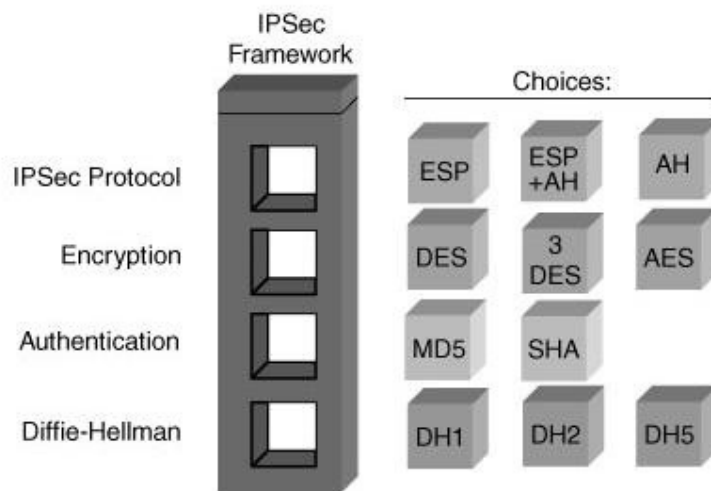 IPSec
Framework
Choices:
IPSec Protocol
ESP
ESP
+AH
AH
Encryption
DES
3
DES
AES
Authentication
MD5
SHA
Diffie-Hellman
DH1
DH2
DH5